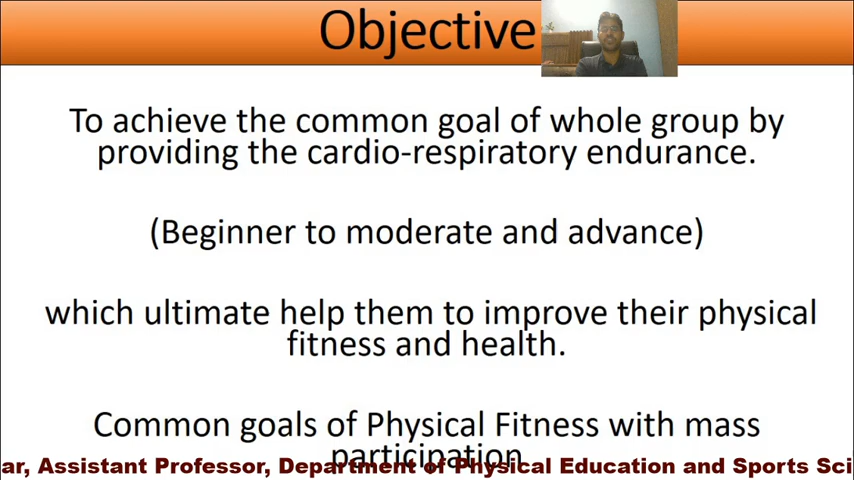 Objective
To achieve the common goal of whole group by
providing the cardio-respiratory endurance.
(Beginner to moderate and advance)
which ultimate help them to improve their physical
fitness and health.
Common goals of Physical Fitness with mass
participation
ar, Assistant Professor, Department of Physical Education and Sports Sci